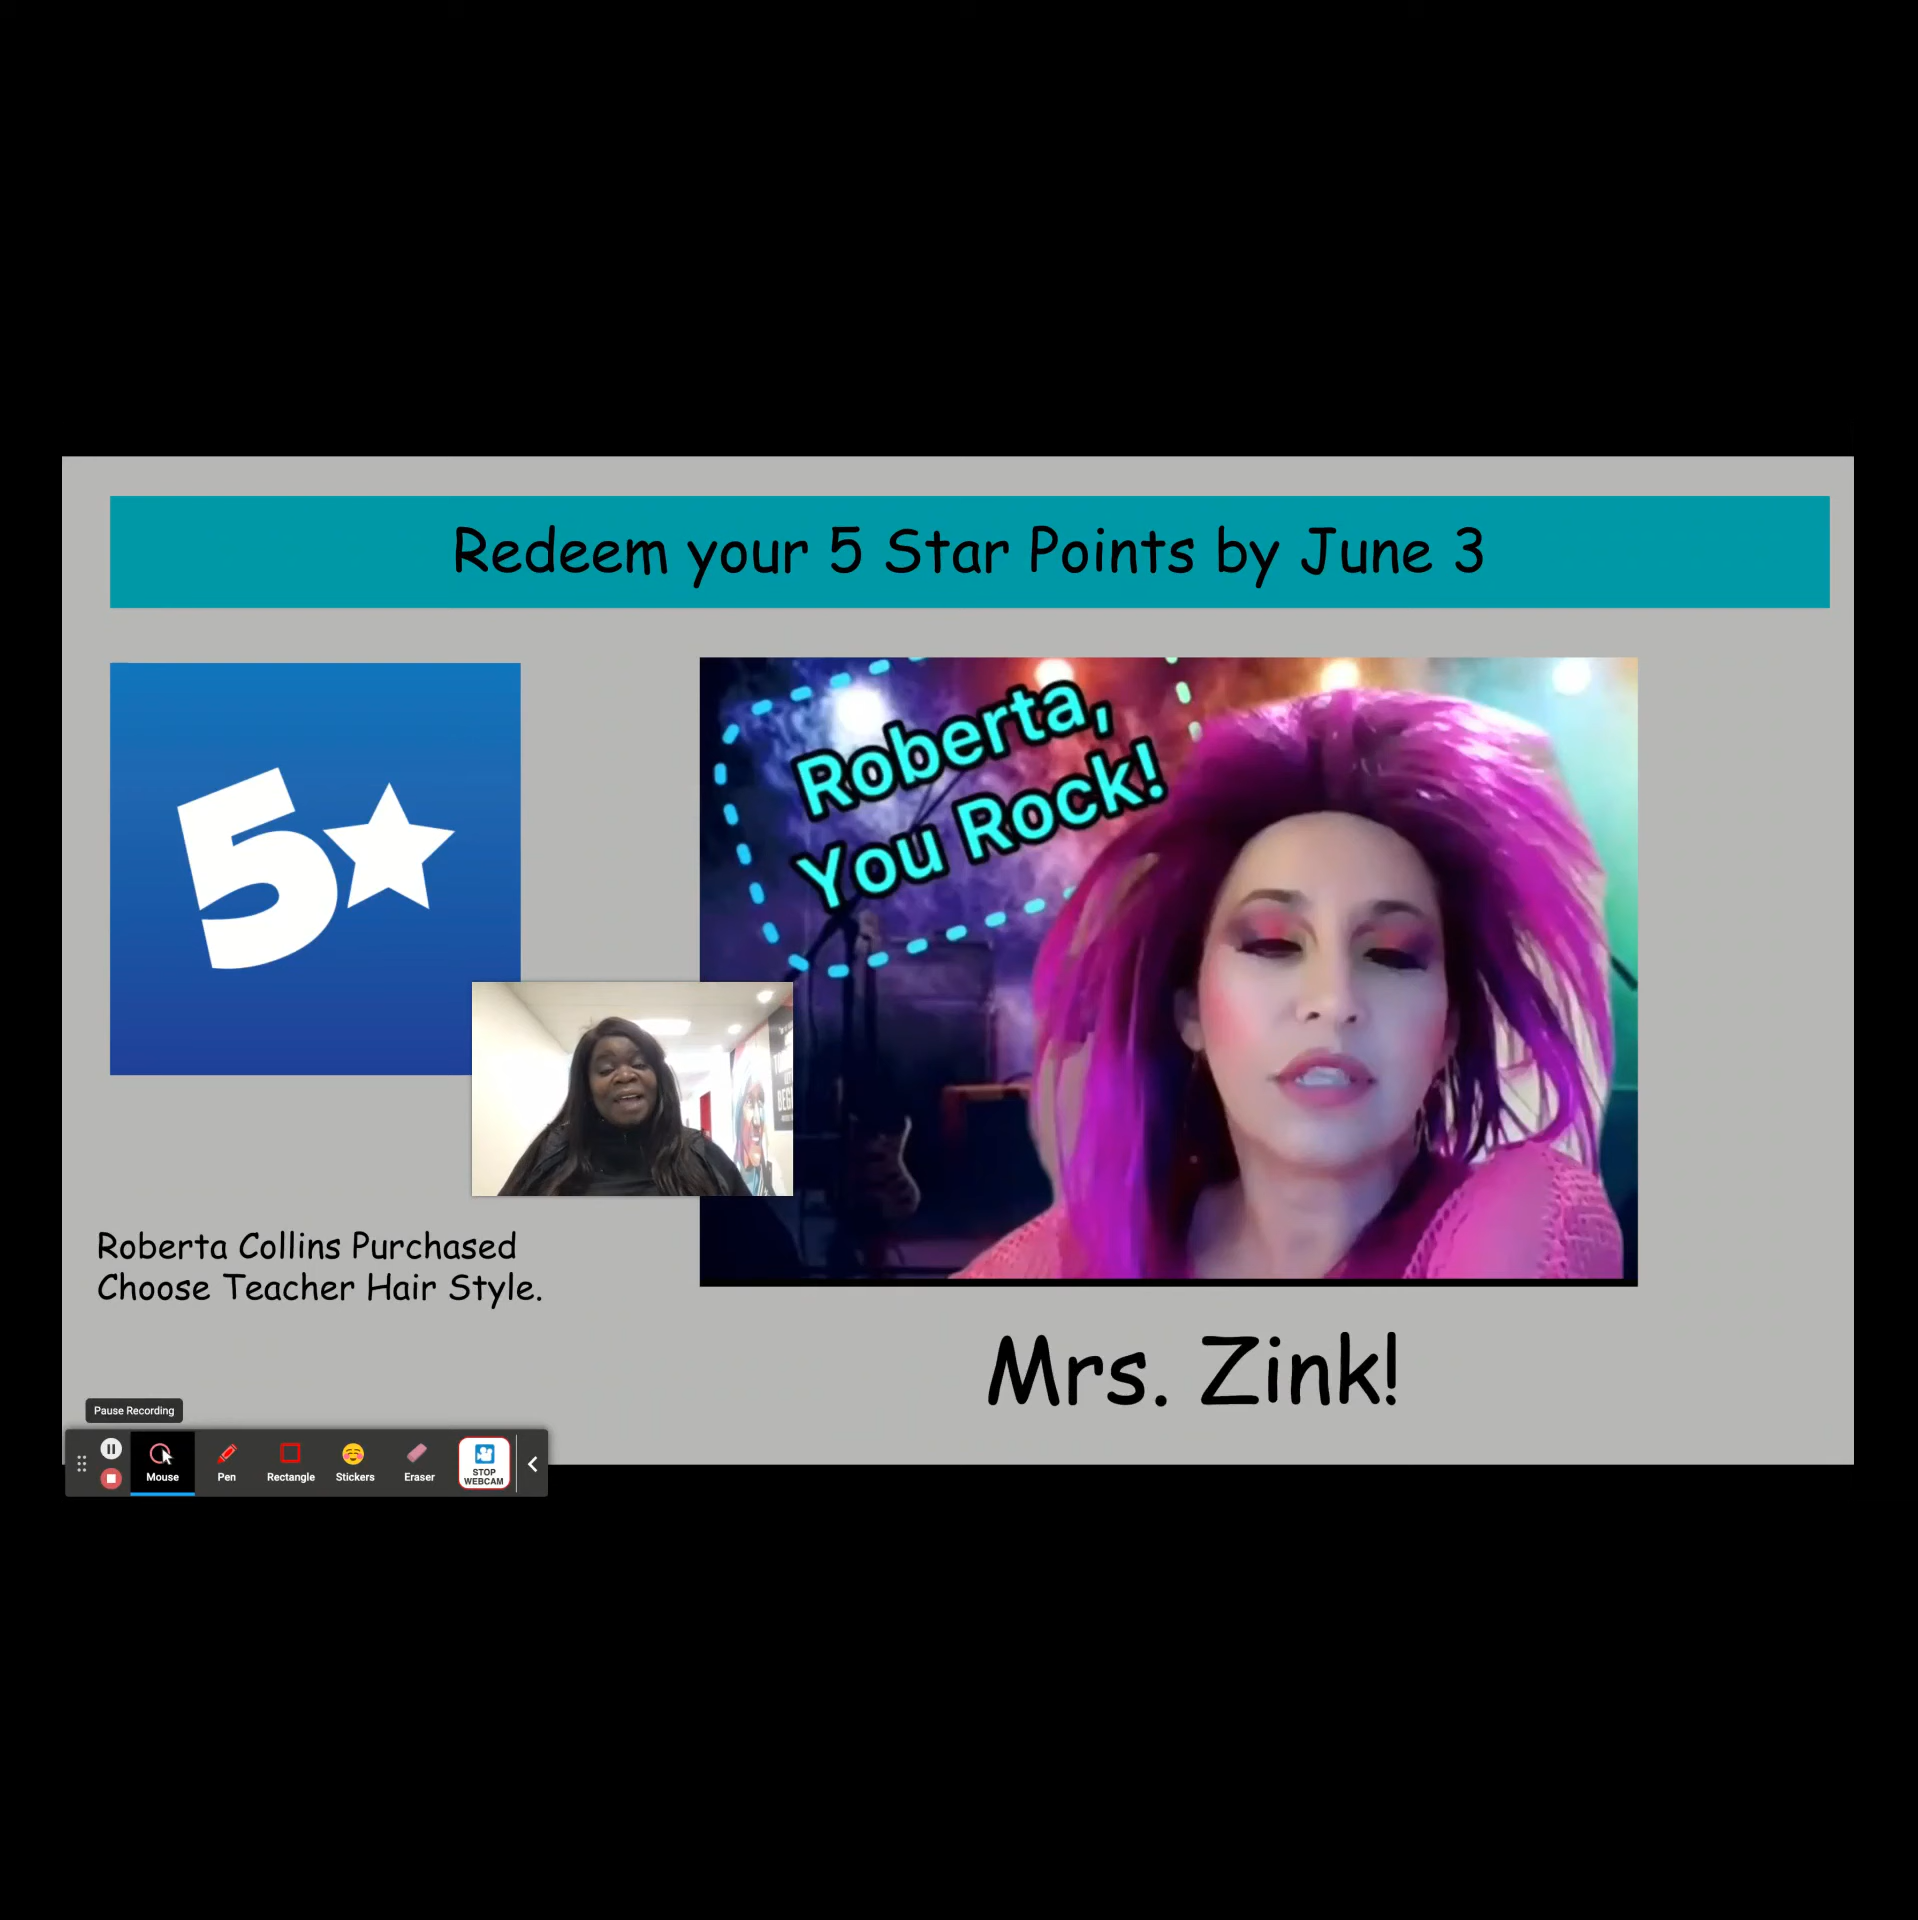 Redeem your 5 Star Points by June 3
5
Roberta,
You Rock!
Roberta Collins Purchased
Choose Teacher Hair Style.
Mrs. Zink!
Pause Recording
Mouse
Pen
Rectangle
Stickers
Eraser
STOP
WEBCAM